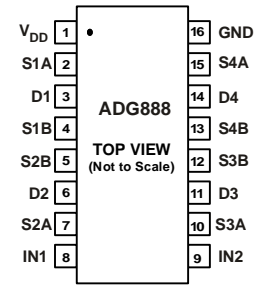 VDD 1 16 GND
S1A 2 15 S4A
D1 3 14 D4
S1B 4 13 S4B
S2B 5 12 S3B
D2 6 11 D3
S2A 7 10 S3A
IN1 8 9 IN2
ADG888
TOP VIEW
(Not to Scale)